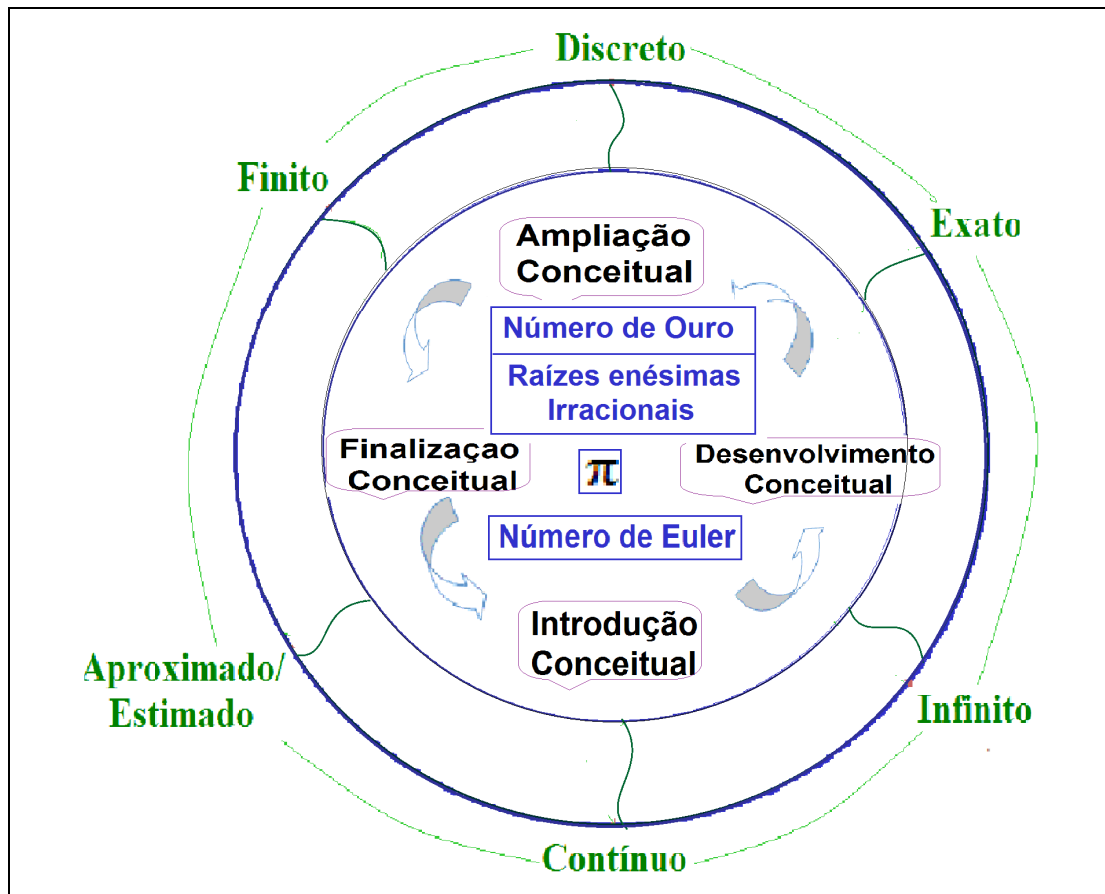 Discreto
Finito
Exato
Ampliação
Conceitual
Número de Ouro
Raízes enésimas
Irracionais
Finalização
Conceitual
π
Desenvolvimento
Conceitual
Número de Euler
Introdução
Conceitual
Aproximado/
Estimado
Infinito
Contínuo